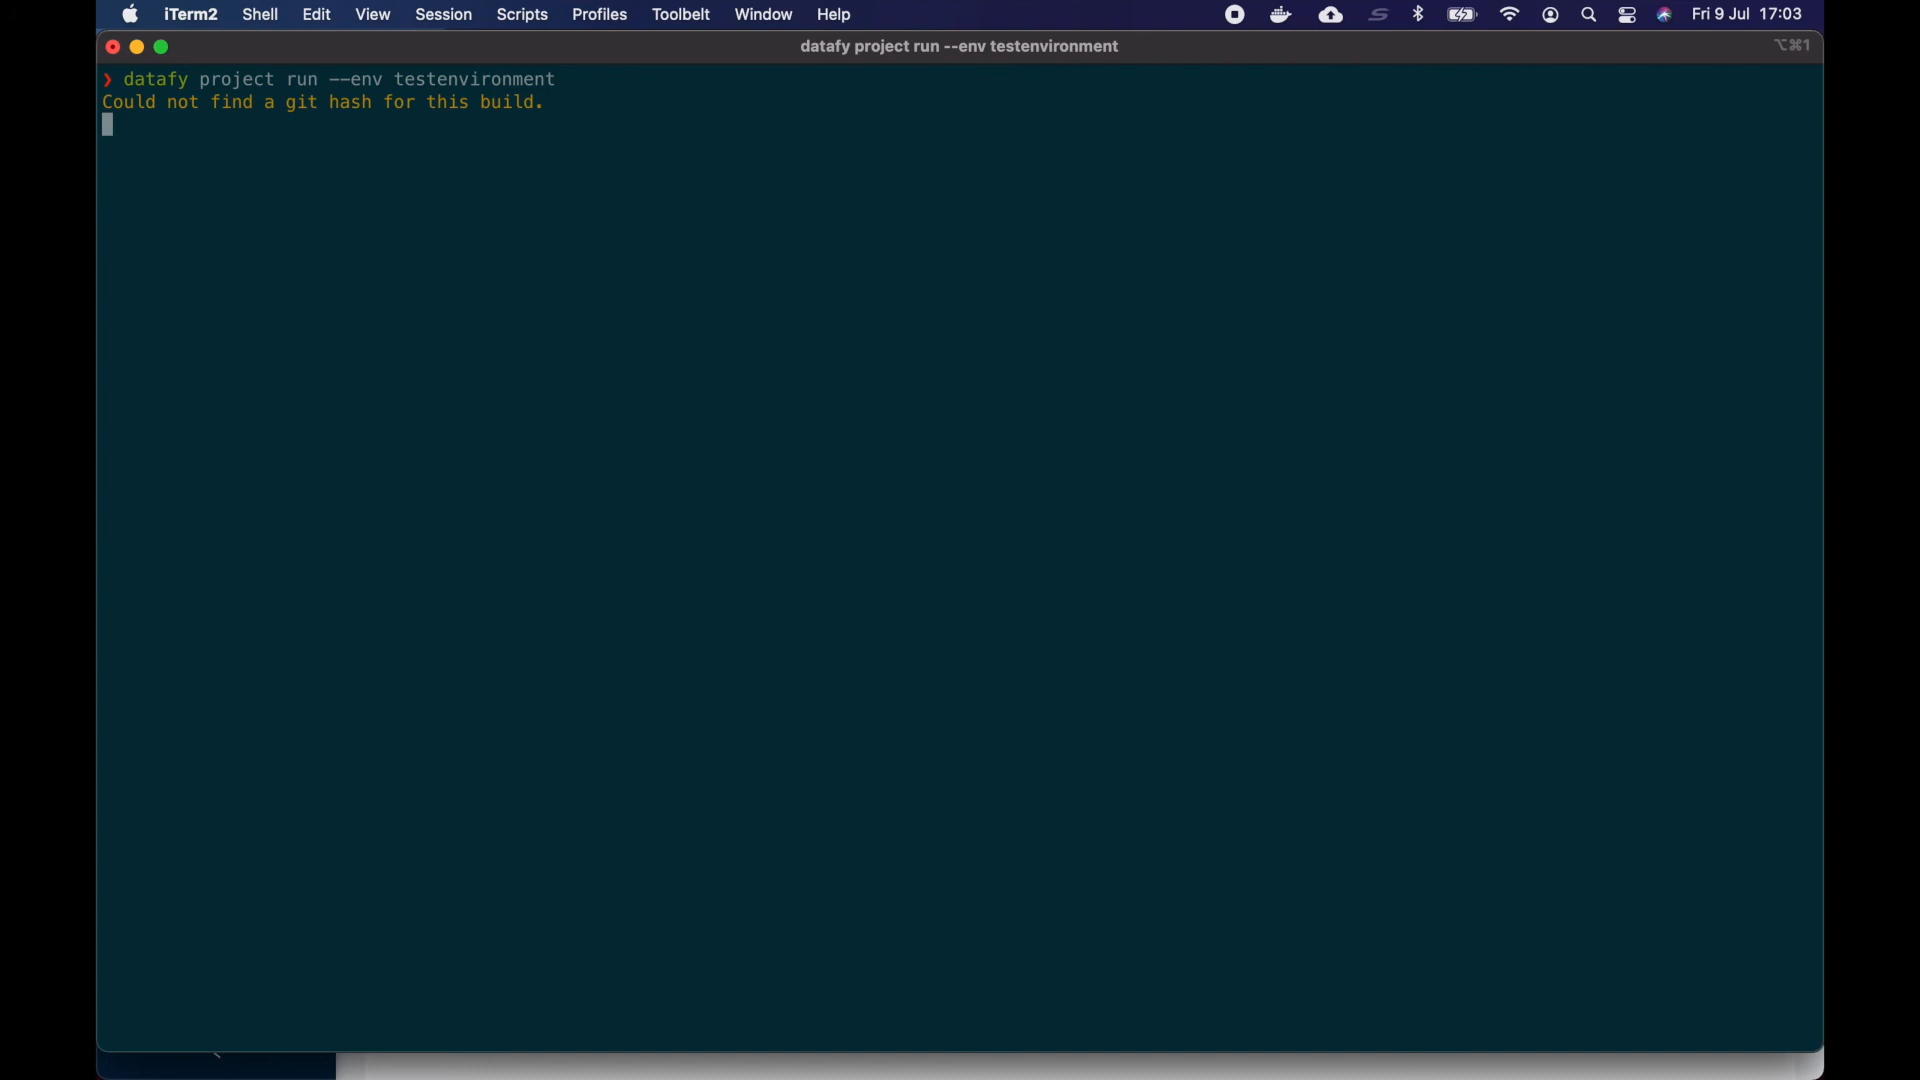 iTerm2 Shell Edit View Session Scripts Profiles Toolbelt Window Help Fri 9 Jul 17:03
datafy project run --env testenvironment ⌥⌘1
❯ datafy project run --env testenvironment
Could not find a git hash for this build.